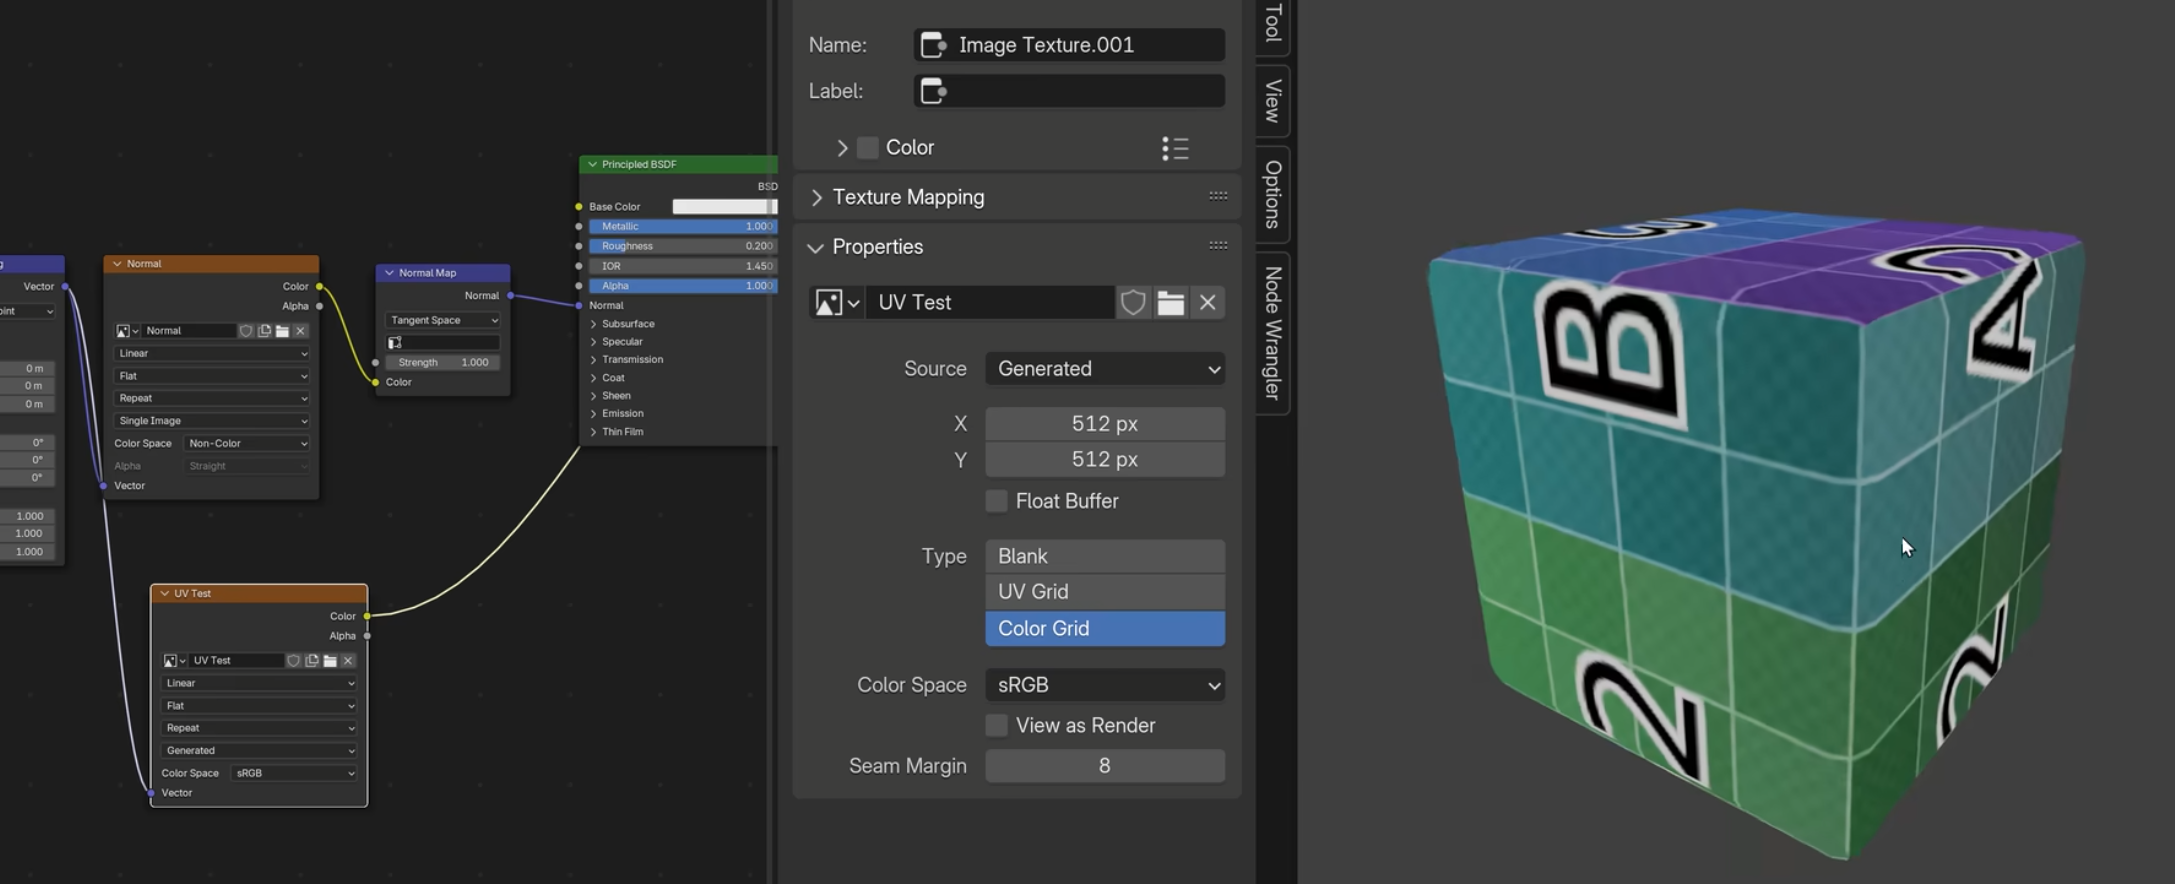 g
Vector
oint
0 m
0 m
0 m
0°
0°
0°
1.000
1.000
1.000
Normal
Color
Alpha
Normal
Linear
Flat
Repeat
Single Image
Color Space Non-Color
Alpha Straight
Vector
Normal Map
Normal
Tangent Space
Strength 1.000
Color
Principled BSDF
BSD
Base Color
Metallic 1.000
Roughness 0.200
IOR 1.450
Alpha 1.000
Normal
Subsurface
Specular
Transmission
Coat
Sheen
Emission
Thin Film
UV Test
Color
Alpha
UV Test
Linear
Flat
Repeat
Generated
Color Space sRGB
Vector
Name: Image Texture.001
Label:
Color
Texture Mapping
Properties
UV Test
Source Generated
X 512 px
Y 512 px
Float Buffer
Type Blank
UV Grid
Color Grid
Color Space sRGB
View as Render
Seam Margin 8
Tool
View
Options
Node Wrangler
B
A
2
2